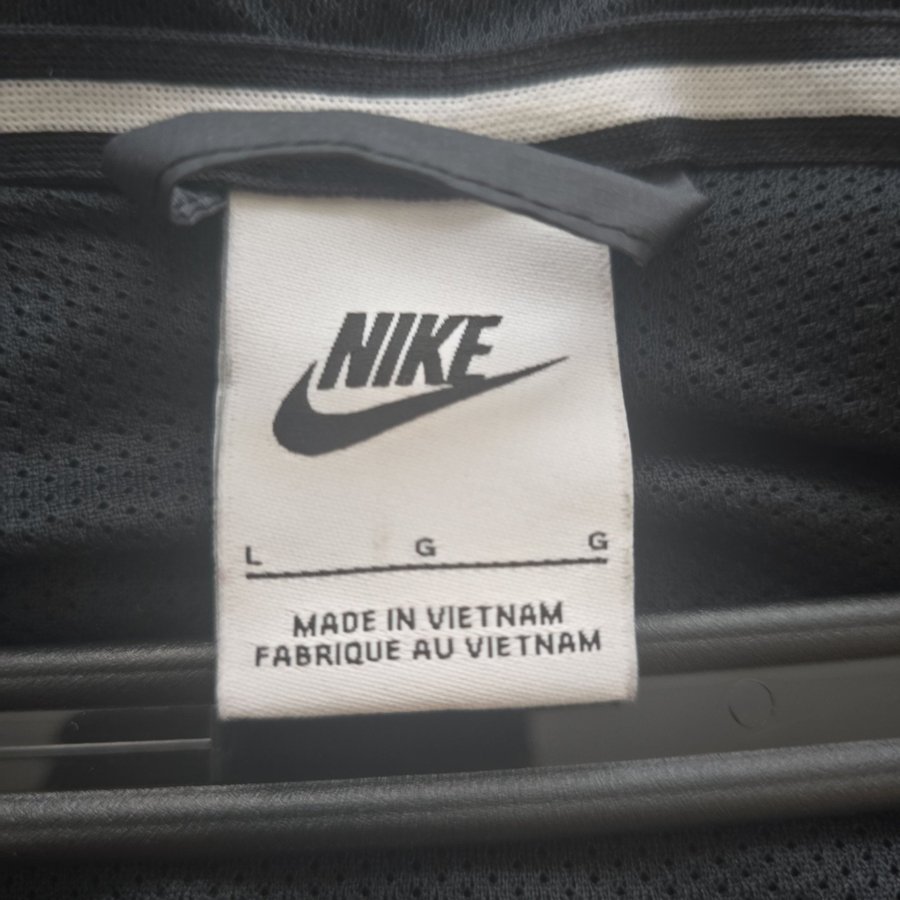 NIKE
L G G
MADE IN VIETNAM
FABRIQUE AU VIETNAM